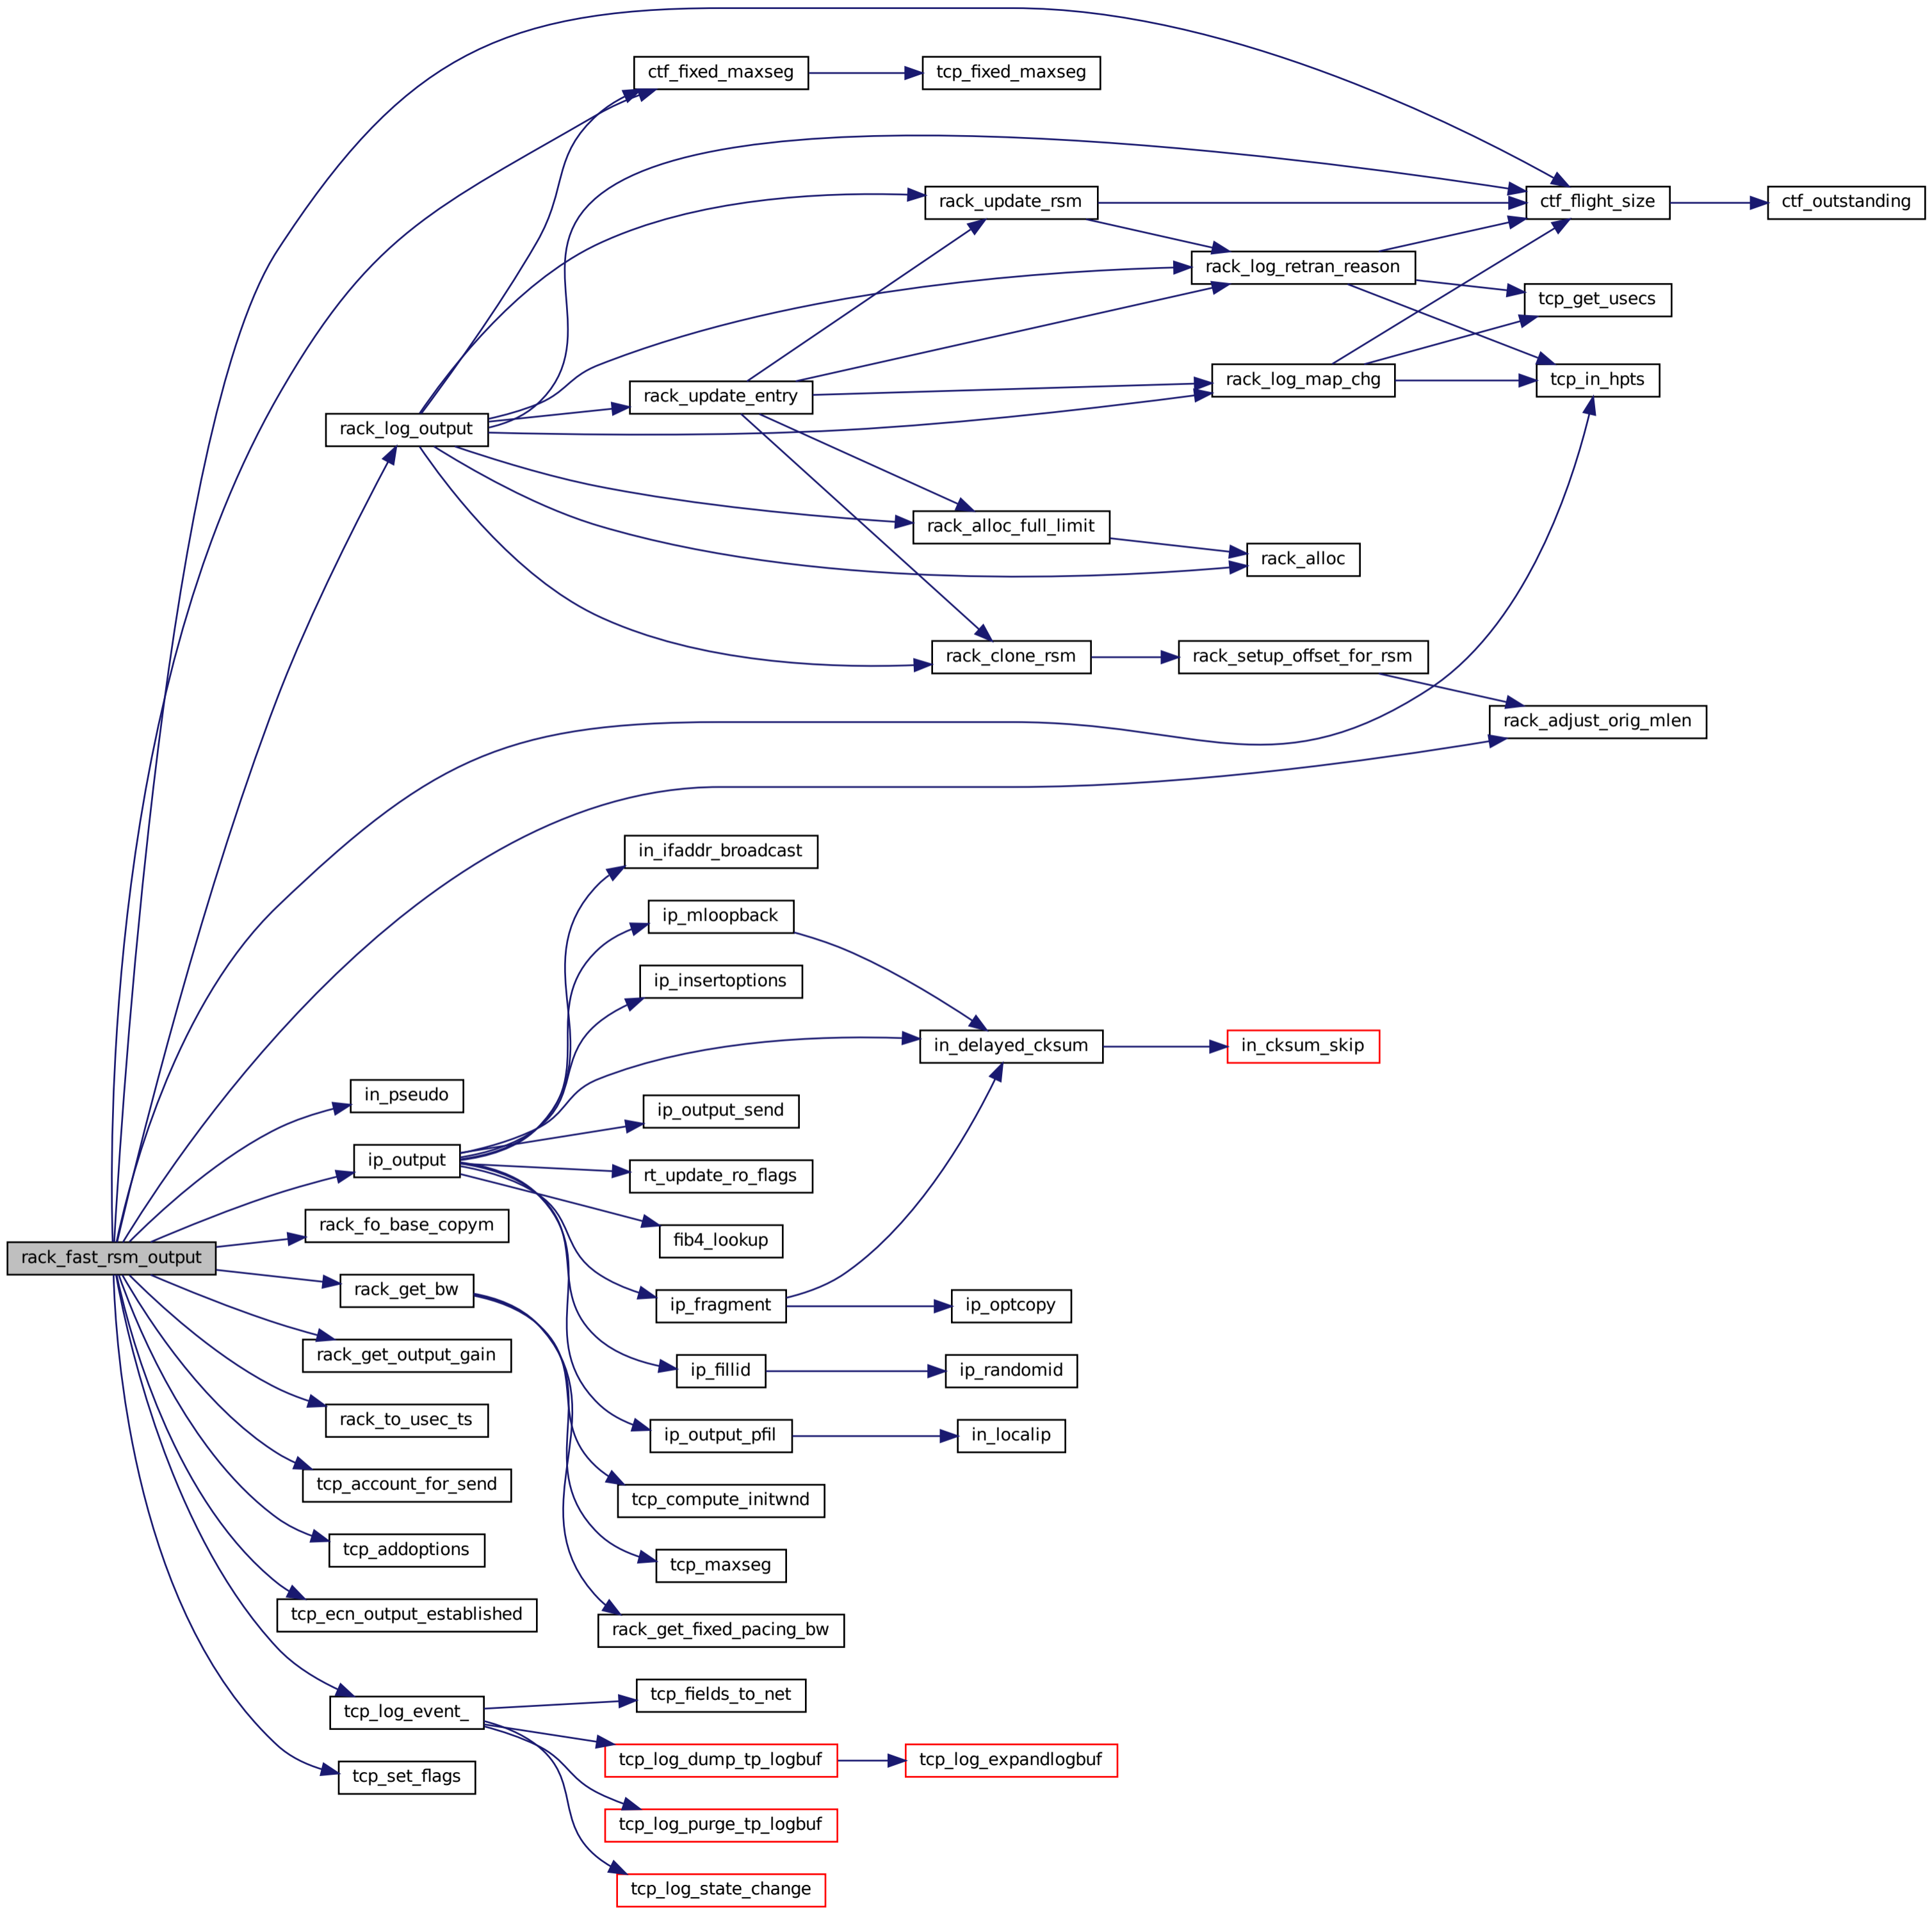 ctf_fixed_maxseg
tcp_fixed_maxseg
rack_update_rsm
ctf_flight_size
ctf_outstanding
rack_log_retran_reason
tcp_get_usecs
rack_log_map_chg
tcp_in_hpts
rack_update_entry
rack_log_output
rack_alloc_full_limit
rack_alloc
rack_clone_rsm
rack_setup_offset_for_rsm
rack_adjust_orig_mlen
in_ifaddr_broadcast
ip_mloopback
ip_insertoptions
in_delayed_cksum
in_cksum_skip
in_pseudo
ip_output_send
ip_output
rt_update_ro_flags
rack_fo_base_copym
fib4_lookup
rack_fast_rsm_output
rack_get_bw
ip_fragment
ip_optcopy
rack_get_output_gain
ip_fillid
ip_randomid
rack_to_usec_ts
ip_output_pfil
in_localip
tcp_account_for_send
tcp_compute_initwnd
tcp_addoptions
tcp_maxseg
tcp_ecn_output_established
rack_get_fixed_pacing_bw
tcp_log_event_
tcp_fields_to_net
tcp_log_dump_tp_logbuf
tcp_log_expandlogbuf
tcp_set_flags
tcp_log_purge_tp_logbuf
tcp_log_state_change